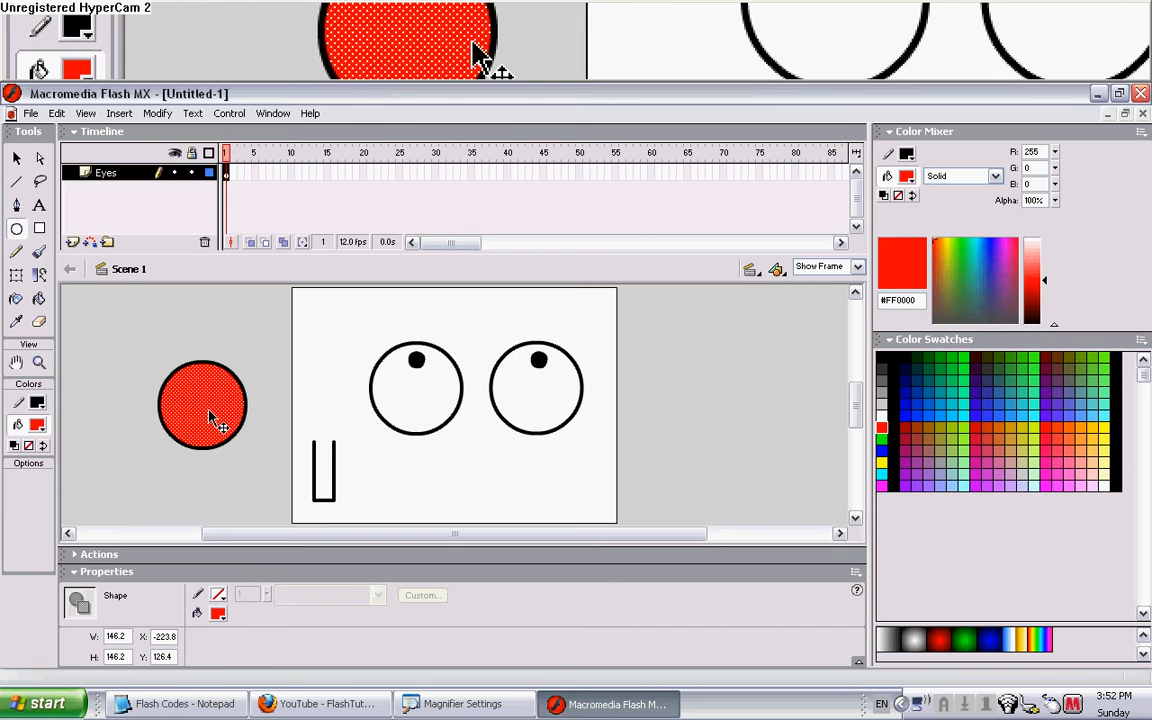 Unregistered HyperCam 2
Macromedia Flash MX - [Untitled-1]
File Edit View Insert Modify Text Control Window Help
Tools
Timeline
Color Mixer
1 5 10 15 20 25 30 35 40 45 50 55 60 65 70 75 80 85
R: 255
Eyes
Solid
G: 0
B: 0
Alpha: 100%
1 12.0 fps 0.0s
Scene 1
Show Frame
#FF0000
Color Swatches
View
Colors
Options
Actions
Properties
Shape
1
Custom...
W: 146.2 X: -223.8
H: 146.2 Y: 126.4
start
Flash Codes - Notepad
YouTube - FlashTut...
Magnifier Settings
Macromedia Flash M...
EN
3:52 PM
Sunday